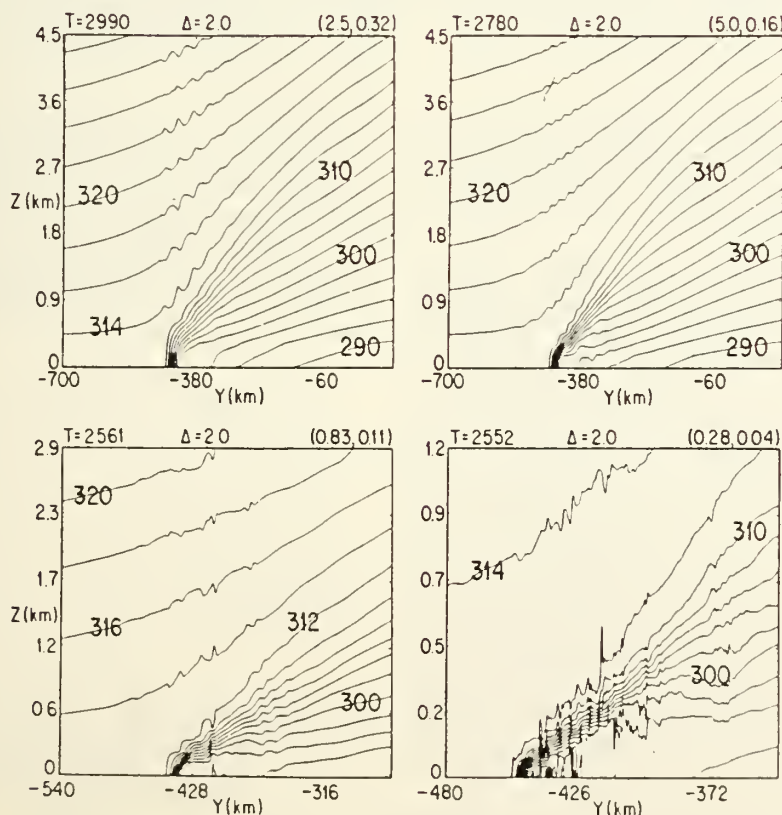 T=2990 Δ=2.0 (2.5,0.32)
4.5
3.6
2.7
Z(km)
1.8
0.9
0
320
310
300
314
290
-700 -380 -60
Y(km)
T=2780 Δ=2.0 (5.0,0.16)
4.5
3.6
2.7
1.8
0.9
0
320
310
300
314
290
-700 -380 -60
Y(km)
T=2561 Δ=2.0 (0.83,0.11)
2.9
2.3
1.7
Z(km)
1.2
0.6
0
320
316
312
300
-540 -428 -316
Y(km)
T=2552 Δ=2.0 (0.28,0.04)
1.2
0.9
0.7
0.5
0.2
0
314
310
300
-480 -426 -372
Y(km)